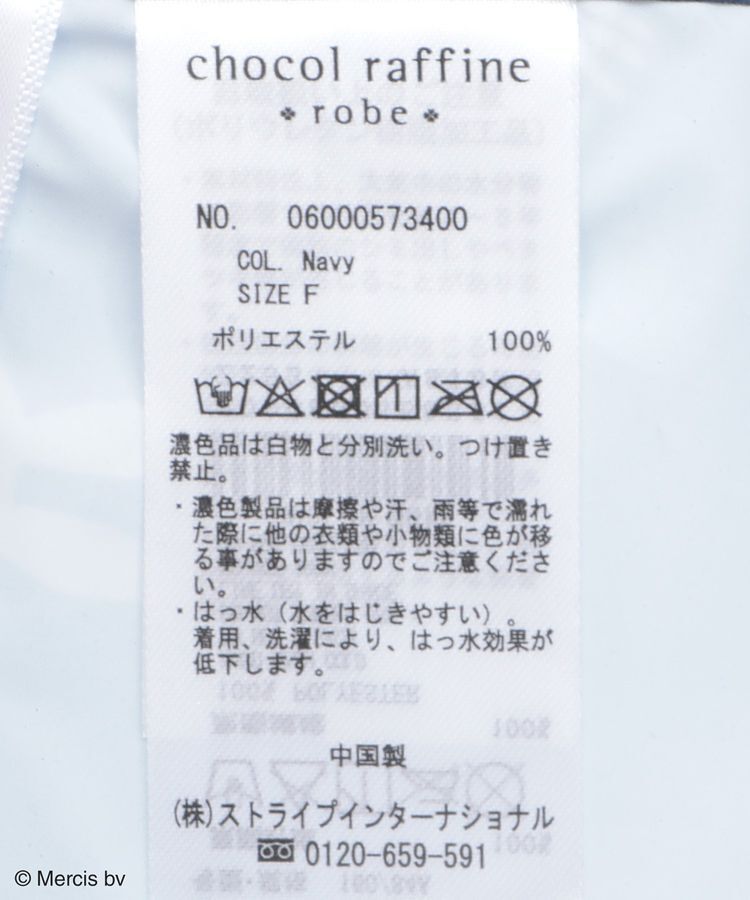 chocol raffine
robe
NO. 06000573400
COL. Navy
SIZE F
ポリエステル 100%
濃色品は白物と分別洗い。つけ置き
禁止。
・濃色製品は摩擦や汗、雨等で濡れ
た際に他の衣類や小物類に色が移
る事がありますのでご注意くださ
い。
・はっ水（水をはじきやすい）。
着用、洗濯により、はっ水効果が
低下します。
中国製
(株)ストライプインターナショナル
0120-659-591
© Mercis bv